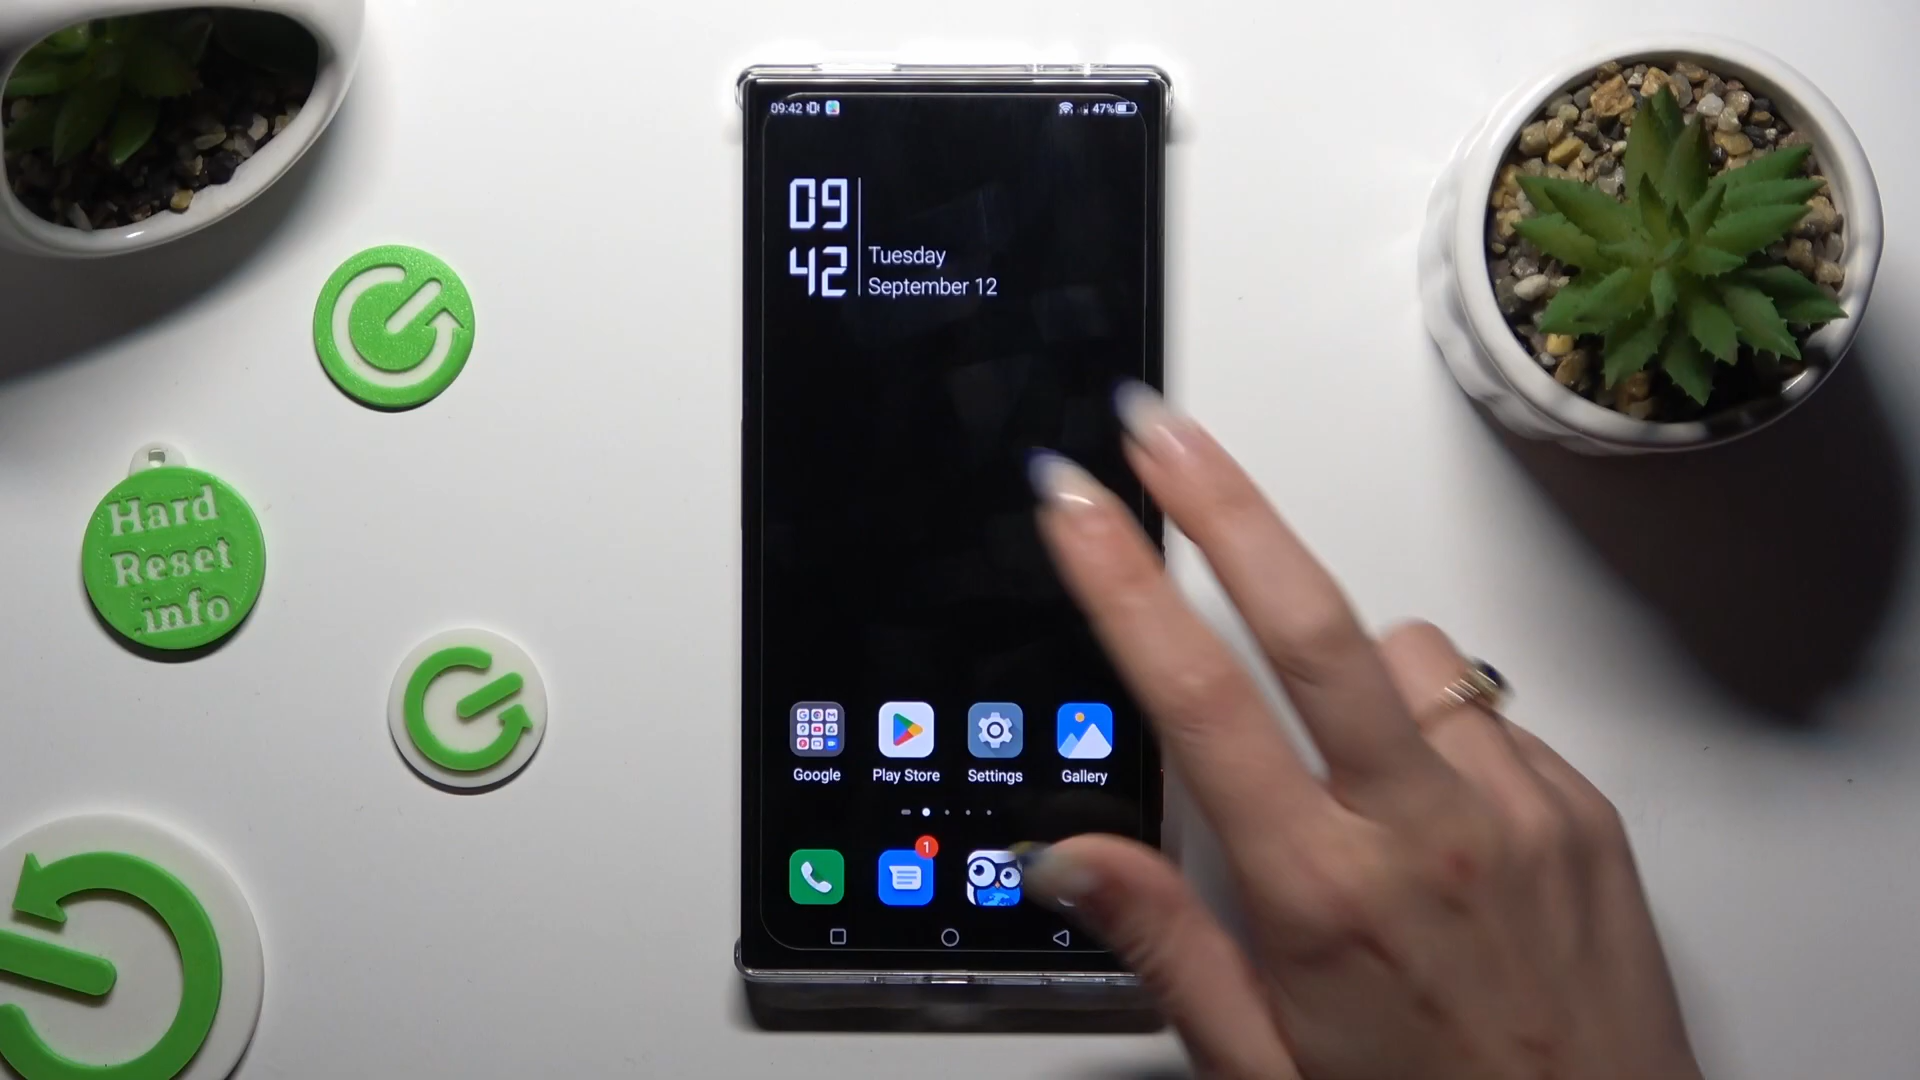 09:42 47%
09
42
Tuesday
September 12
Google Play Store Settings Gallery
1
Hard
Reset
.info